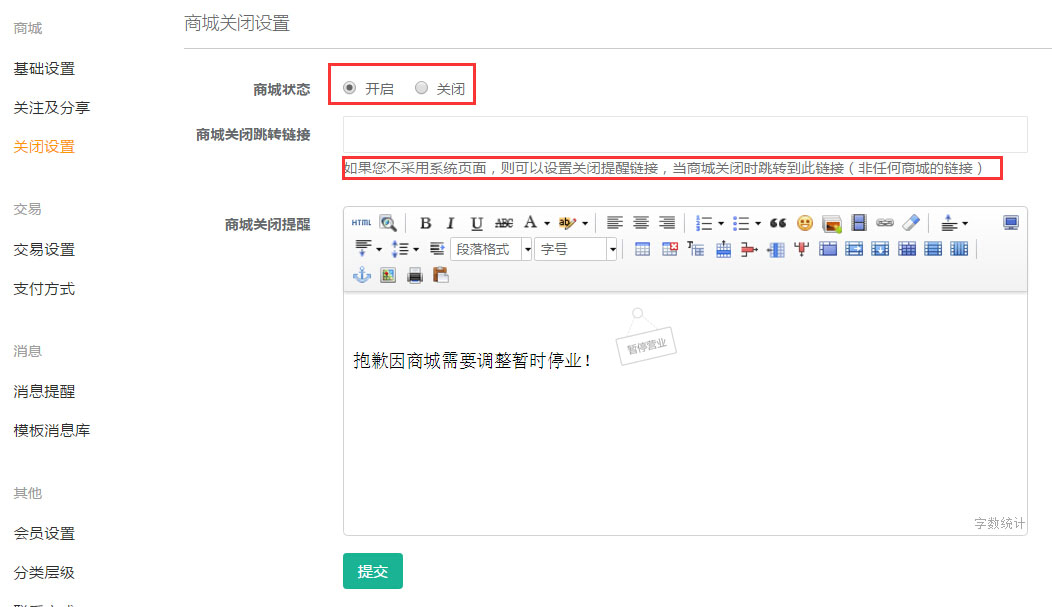 商城
基础设置
关注及分享
关闭设置
交易
交易设置
支付方式
消息
消息提醒
模板消息库
其他
会员设置
分类层级
商城关闭设置
商城状态 开启 关闭
商城关闭跳转链接
如果您不采用系统页面，则可以设置关闭提醒链接，当商城关闭时跳转到此链接（非任何商城的链接）
商城关闭提醒
HTML B I U ABC A ab
段落格式 字号
暂停营业
抱歉因商城需要调整暂时停业！
字数统计
提交